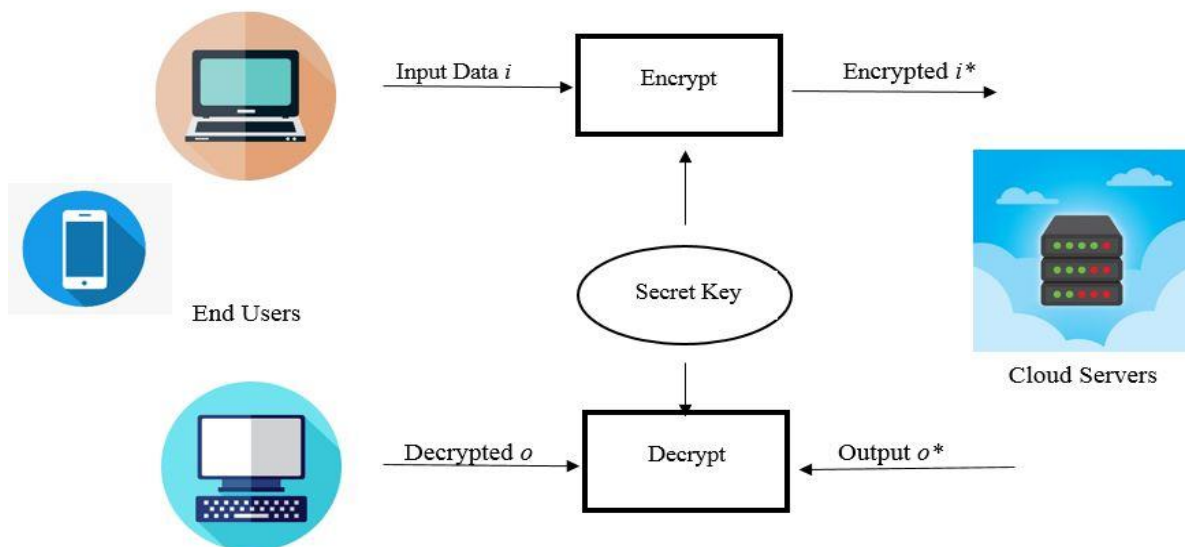 Input Data i
Encrypt
Encrypted i*
Secret Key
End Users
Cloud Servers
Decrypted o
Decrypt
Output o*